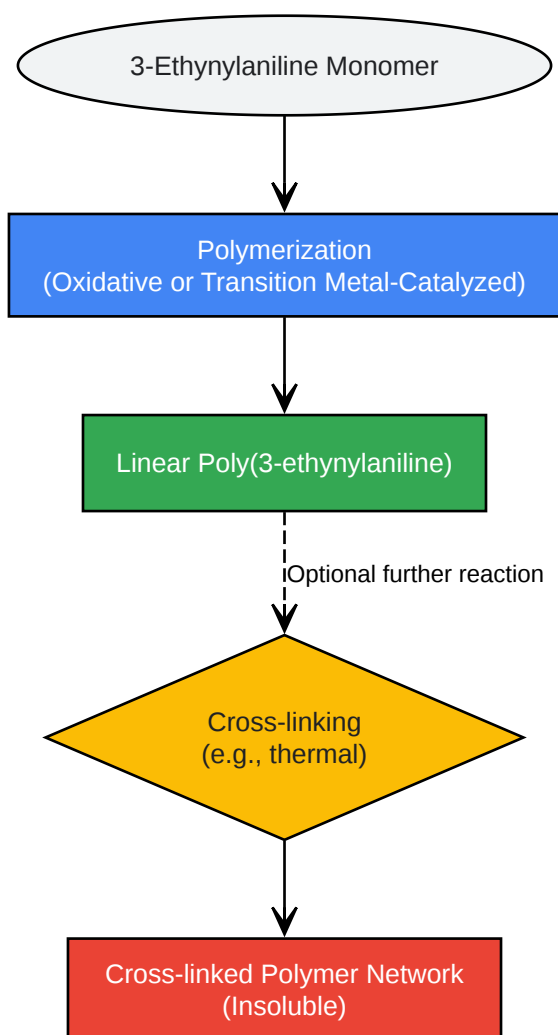 3-Ethynylaniline Monomer
Polymerization
(Oxidative or Transition Metal-Catalyzed)
Linear Poly(3-ethynylaniline)
Optional further reaction
Cross-linking
(e.g., thermal)
Cross-linked Polymer Network
(Insoluble)